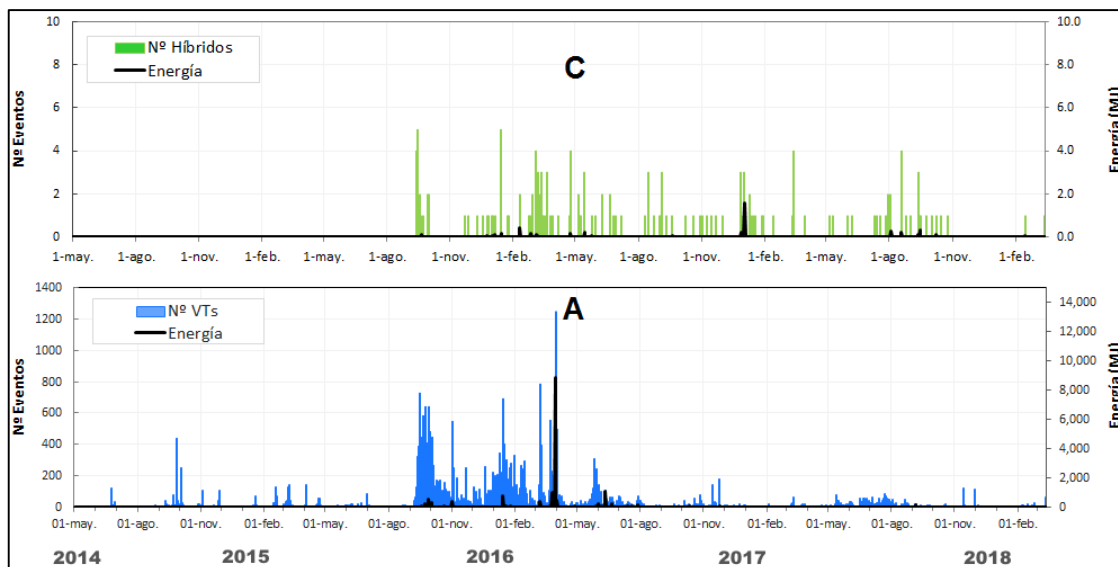 10
8
6
4
2
0
Nº Eventos
Nº Híbridos
Energía
C
10.0
8.0
6.0
4.0
2.0
0.0
Energía (MJ)
1-may. 1-ago. 1-nov. 1-feb. 1-may. 1-ago. 1-nov. 1-feb. 1-may. 1-ago. 1-nov. 1-feb. 1-may. 1-ago. 1-nov. 1-feb.
1400
1200
1000
800
600
400
200
0
Nº Eventos
Nº VTs
Energía
A
14,000
12,000
10,000
8,000
6,000
4,000
2,000
0
Energía (MJ)
01-may. 01-ago. 01-nov. 01-feb. 01-may. 01-ago. 01-nov. 01-feb. 01-may. 01-ago. 01-nov. 01-feb. 01-may. 01-ago. 01-nov. 01-feb.
2014 2015 2016 2017 2018